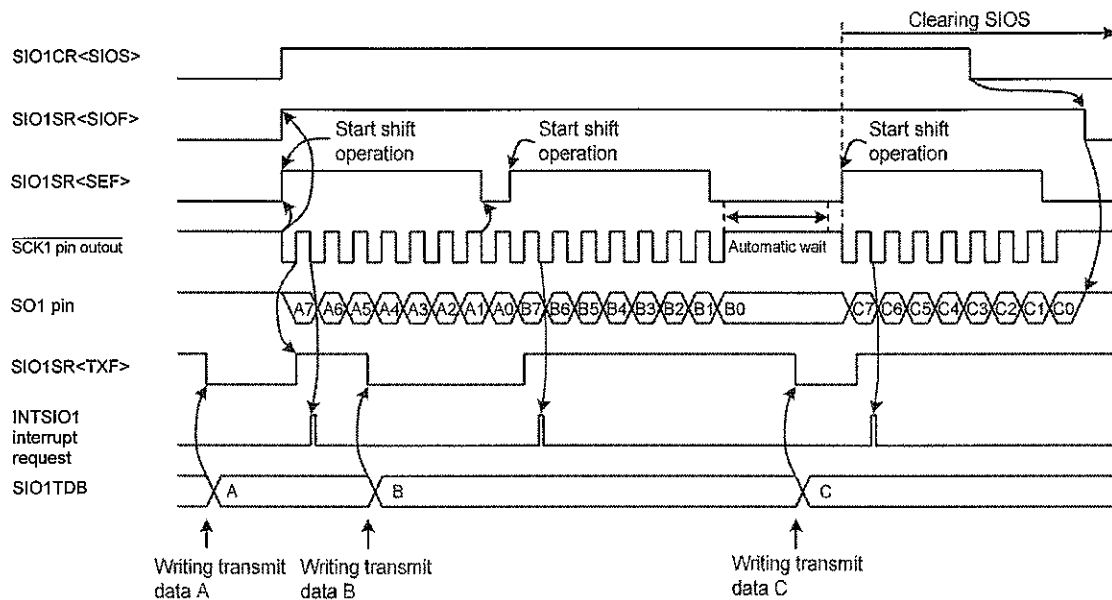 Clearing SIOS
SIO1CR<SIOS>
SIO1SR<SIOF>
Start shift
operation
Start shift
operation
Start shift
operation
SIO1SR<SEF>
SCK1 pin outout
Automatic wait
SO1 pin
A7 A6 A5 A4 A3 A2 A1 A0 B7 B6 B5 B4 B3 B2 B1 B0 C7 C6 C5 C4 C3 C2 C1 C0
SIO1SR<TXF>
INTSIO1
interrupt
request
SIO1TDB
A B C
Writing transmit
data A
Writing transmit
data B
Writing transmit
data C